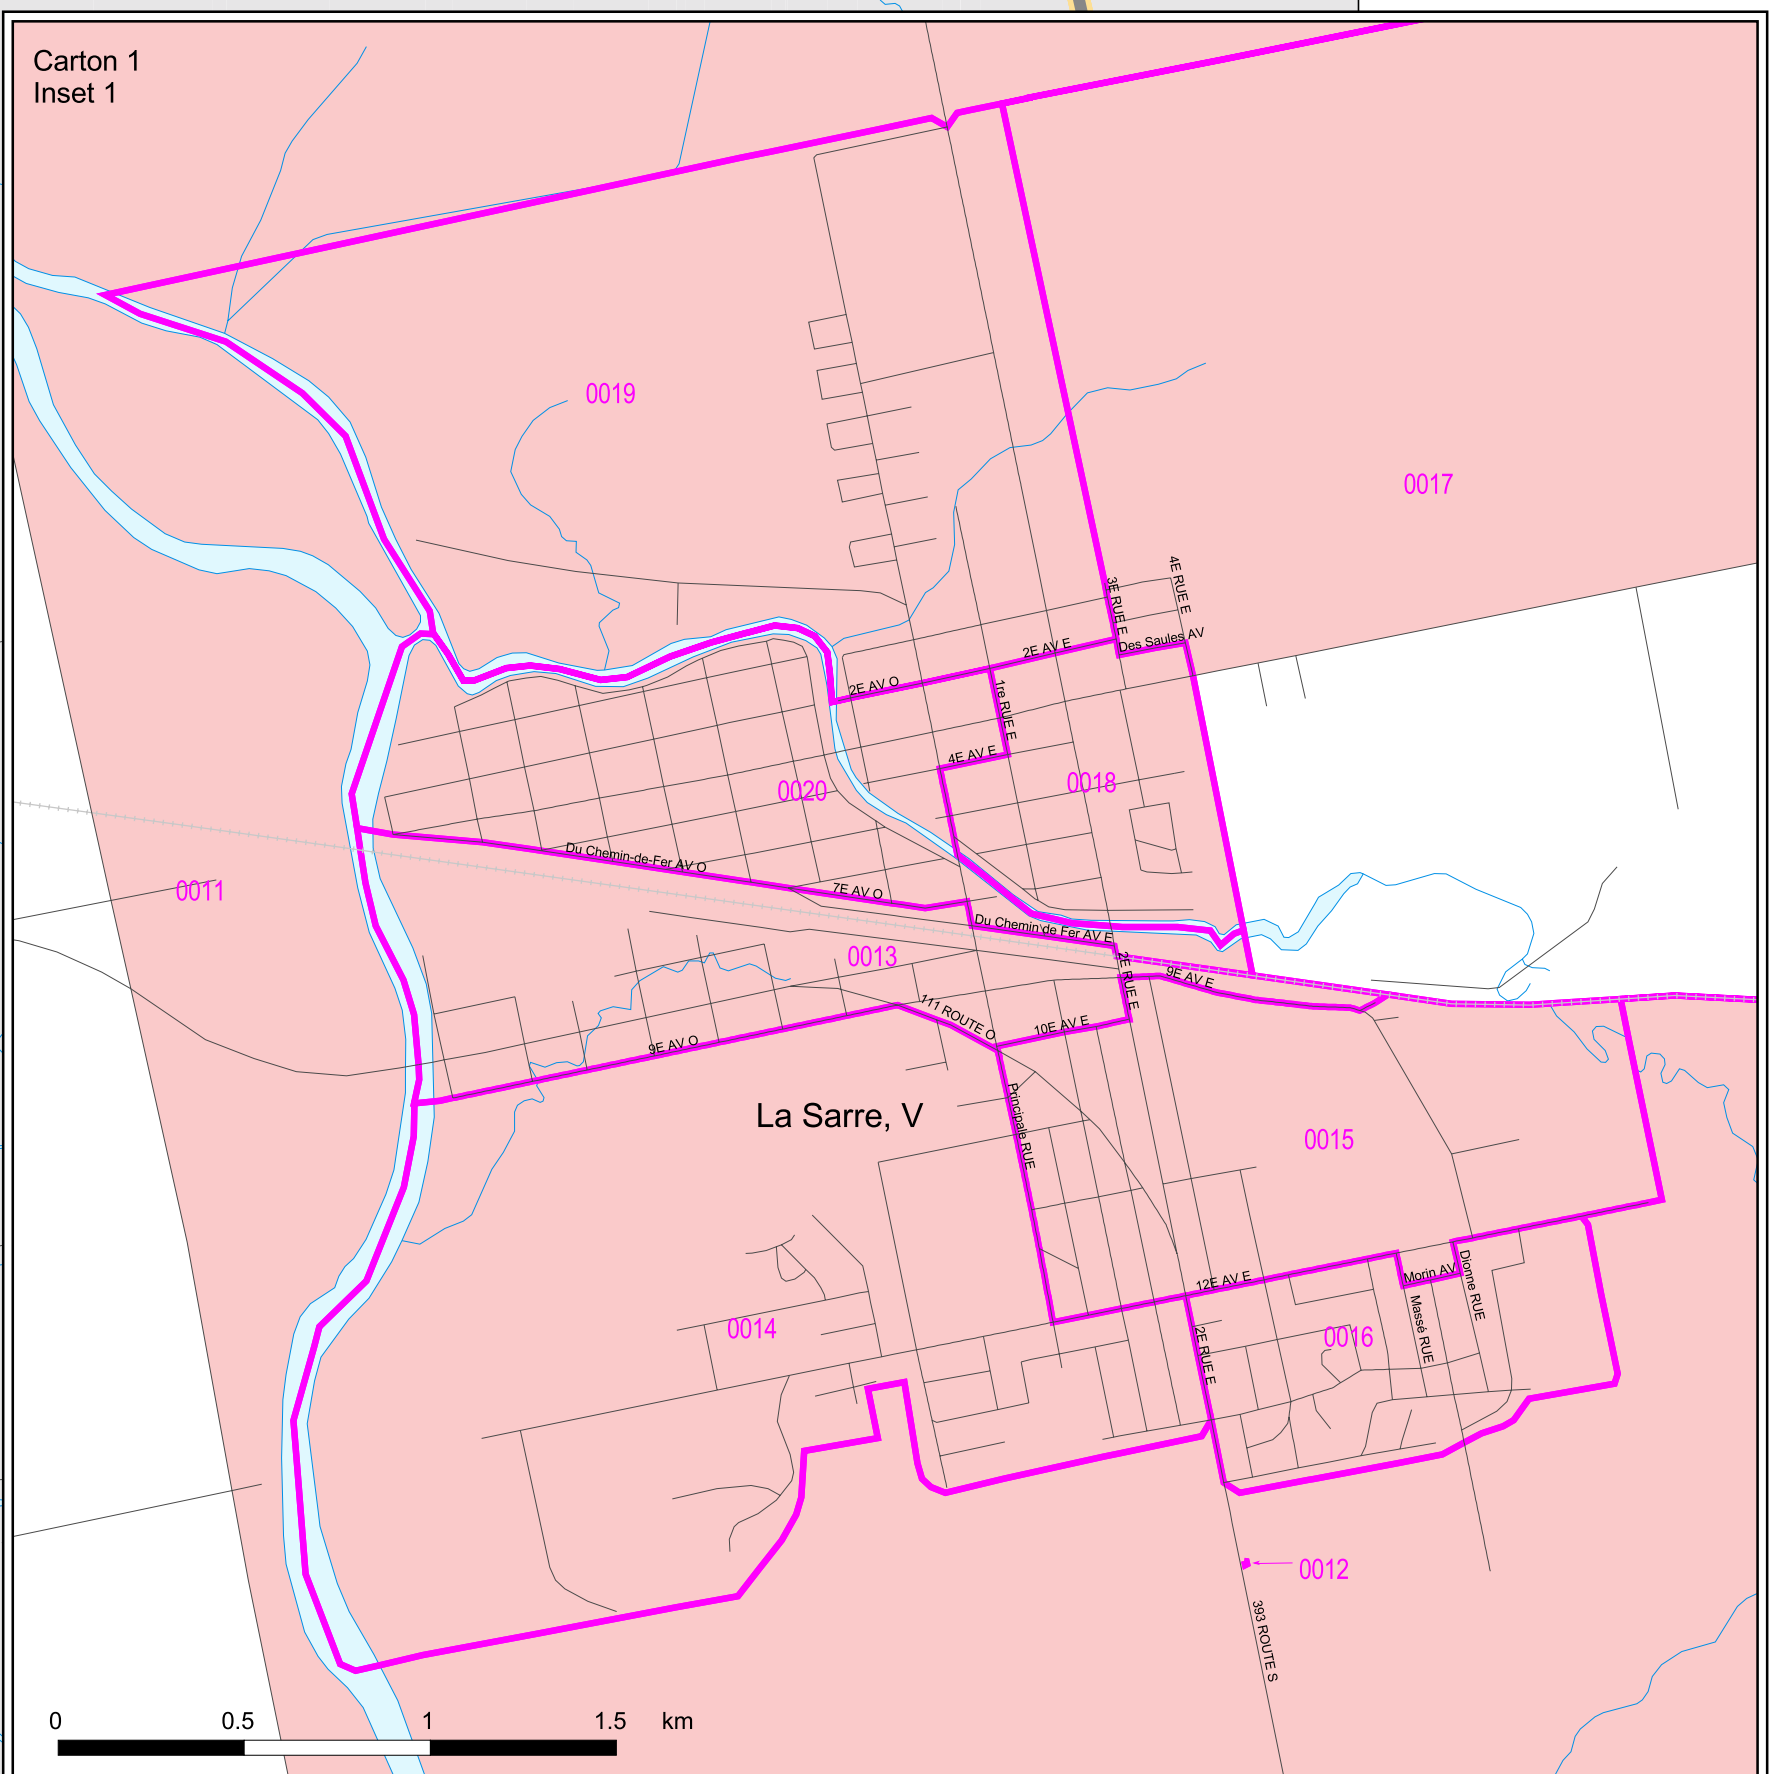 Carton 1
Inset 1
0019
0017
4E RUE E
3E RUE E
Des Saules AV
2E AV E
2E AV O
1re RUE E
4E AV E
0018
0020
Du Chemin-de-Fer AV O
7E AV O
0011
Du Chemin de Fer AV E
0013
2E RUE E
9E AV E
111 ROUTE O
10E AV E
9E AV O
Principale RUE
La Sarre, V
0015
12E AV E
Morin AV
Dionne RUE
Massé RUE
0014
2E RUE E
0016
0012
393 ROUTE S
0 0.5 1 1.5 km